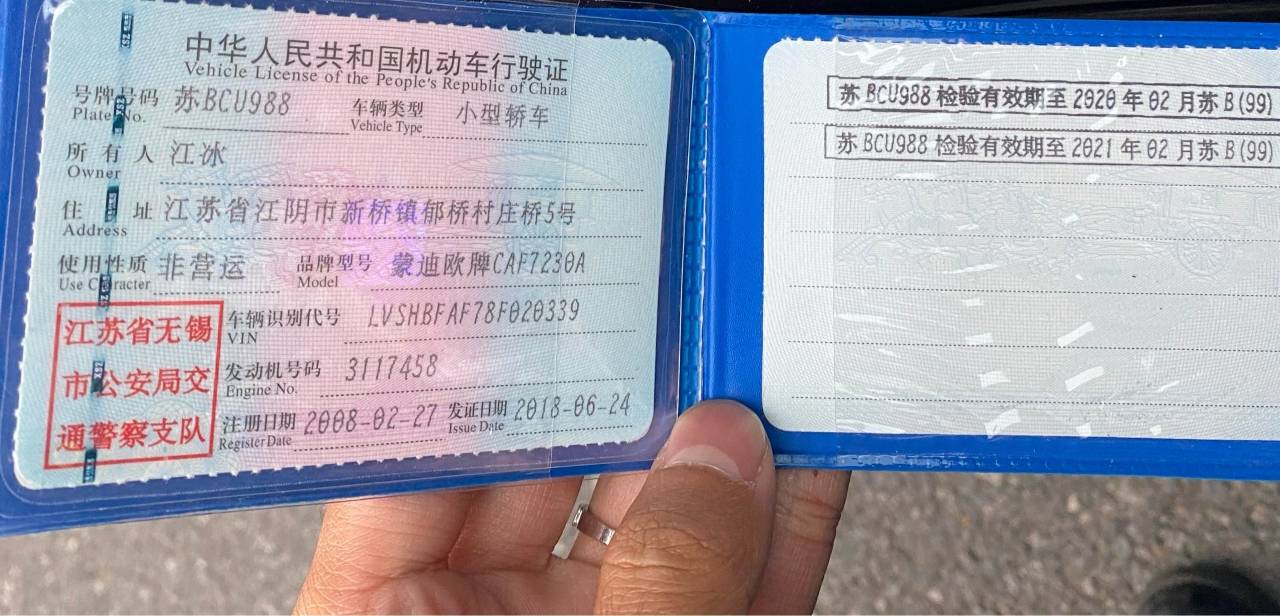 中华人民共和国机动车行驶证
Vehicle License of the People's Republic of China
号牌号码 苏BCU988 车辆类型 小型轿车
Plate No. Vehicle Type
所有人 江冰
Owner
住址 江苏省江阴市新桥镇郁桥村庄桥5号
Address
使用性质 非营运 品牌型号 蒙迪欧牌CAF7230A
Use Character Model
江苏省无锡
市公安局交
通警察支队
车辆识别代号 LVSHBFAF78F020339
VIN
发动机号码 3117458
Engine No.
注册日期 2008-02-27 发证日期 2018-06-24
Register Date Issue Date
苏BCU988 检验有效期至 2020 年 02 月苏 B(99)
苏 BCU988 检验有效期至 2021 年 02 月苏 B(99)